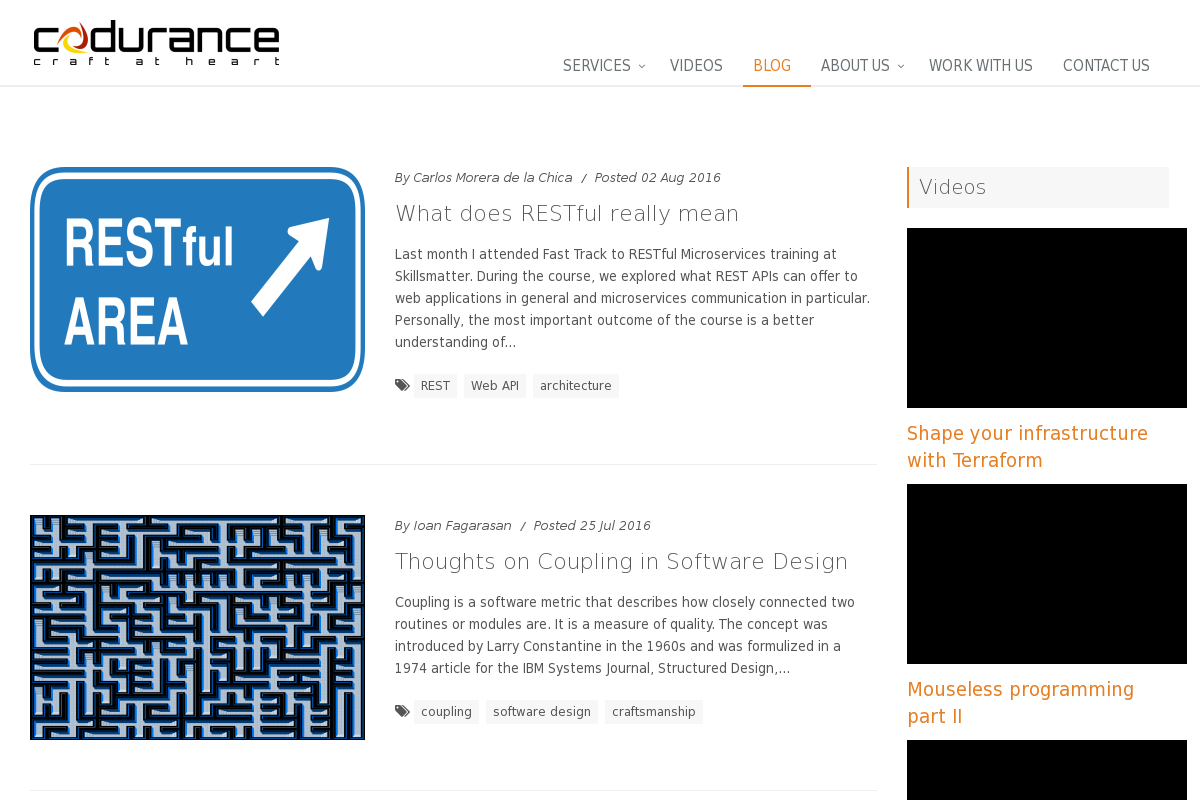 codurance
craft at heart
SERVICES VIDEOS BLOG ABOUT US WORK WITH US CONTACT US
RESTful
AREA
By Carlos Morera de la Chica / Posted 02 Aug 2016
What does RESTful really mean
Last month I attended Fast Track to RESTful Microservices training at
Skillsmatter. During the course, we explored what REST APIs can offer to
web applications in general and microservices communication in particular.
Personally, the most important outcome of the course is a better
understanding of...
REST Web API architecture
By Ioan Fagarasan / Posted 25 Jul 2016
Thoughts on Coupling in Software Design
Coupling is a software metric that describes how closely connected two
routines or modules are. It is a measure of quality. The concept was
introduced by Larry Constantine in the 1960s and was formulized in a
1974 article for the IBM Systems Journal, Structured Design,...
coupling software design craftsmanship
Videos
Shape your infrastructure
with Terraform
Mouseless programming
part II